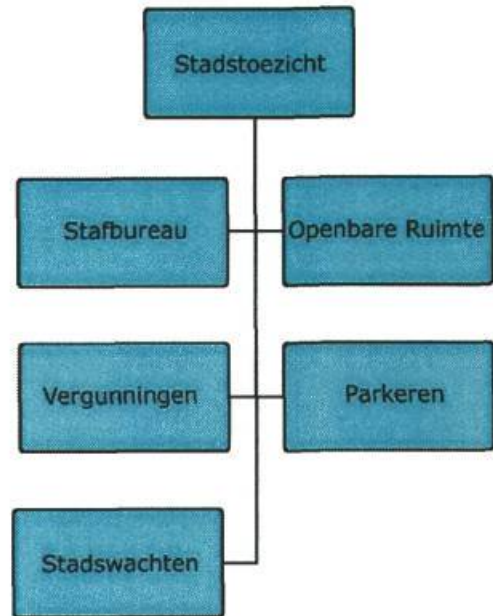 Stadstoezicht
Stafbureau
Openbare Ruimte
Vergunningen
Parkeren
Stadswachten